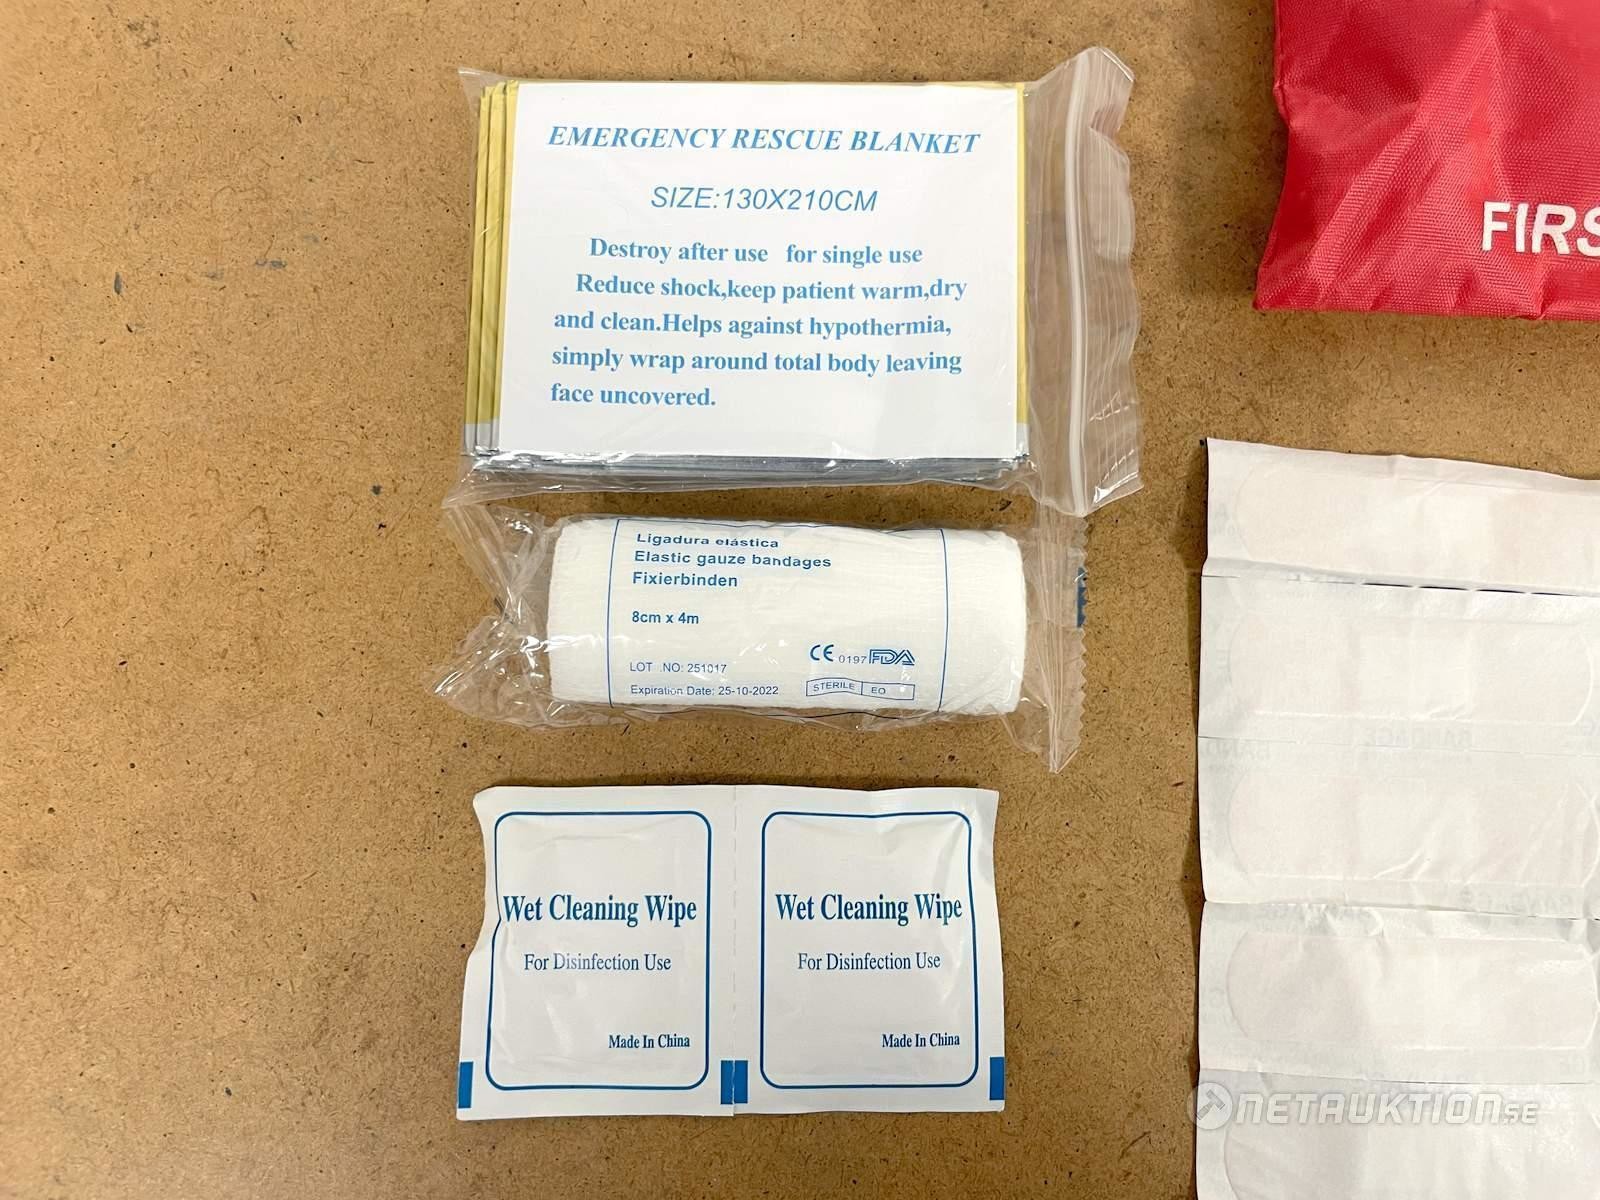 EMERGENCY RESCUE BLANKET
SIZE:130X210CM
Destroy after use for single use
Reduce shock,keep patient warm,dry
and clean.Helps against hypothermia,
simply wrap around total body leaving
face uncovered.
FIRS
Ligadura elástica
Elastic gauze bandages
Fixierbinden
8cm x 4m
CE 0197 FDA
LOT .NO: 251017
Expiration Date: 25-10-2022
STERILE EO
Wet Cleaning Wipe
For Disinfection Use
Made In China
Wet Cleaning Wipe
For Disinfection Use
Made In China
BANDAGE
NETAUKTION.SE